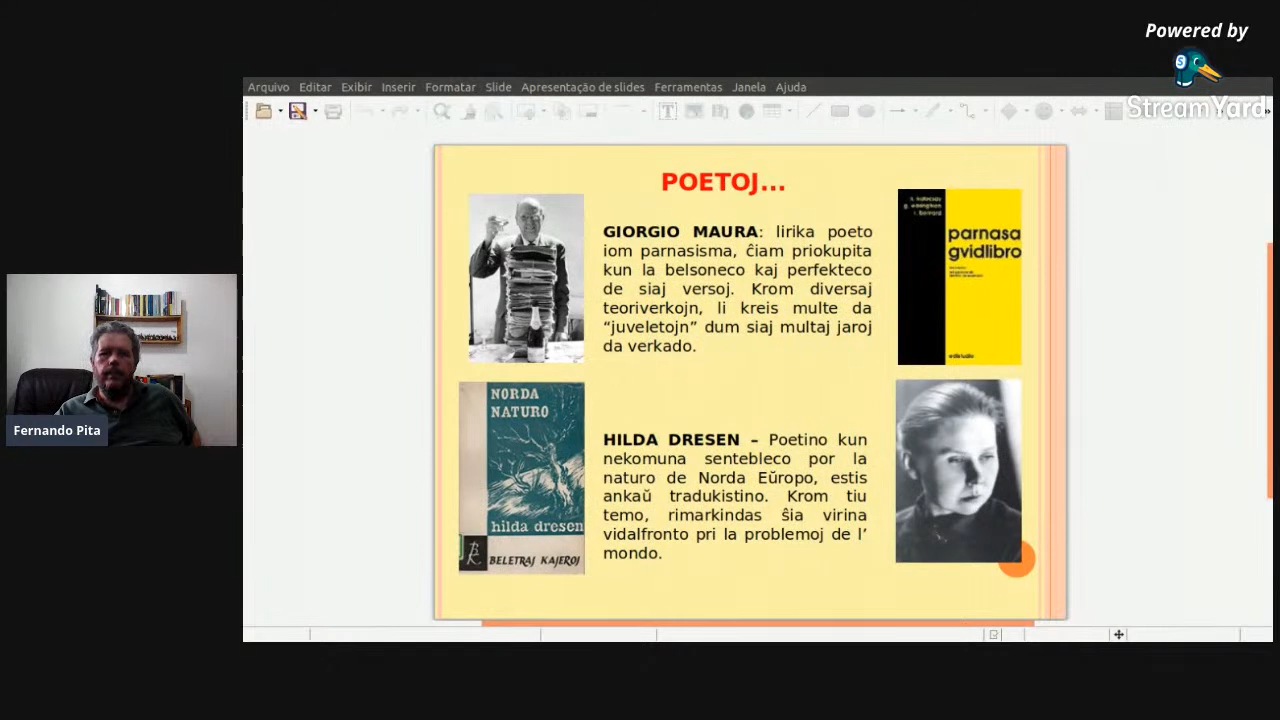 Powered by
StreamYard
Arquivo Editar Exibir Inserir Formatar Slide Apresentação de slides Ferramentas Janela Ajuda
POETOJ...
GIORGIO MAURA: lirika poeto
iom parnasisma, ĉiam priokupita
kun la belsoneco kaj perfekteco
de siaj versoj. Krom diversaj
teoriverkojn, li kreis multe da
“juveletojn” dum siaj multaj jaroj
da verkado.
parnasa
gvidlibro
NORDA
NATURO
hilda dresen
BELETRAJ KAJEROJ
HILDA DRESEN – Poetino kun
nekomuna sentebleco por la
naturo de Norda Eŭropo, estis
ankaŭ tradukistino. Krom tiu
temo, rimarkindas ŝia virina
vidalfronto pri la problemoj de l’
mondo.
Fernando Pita